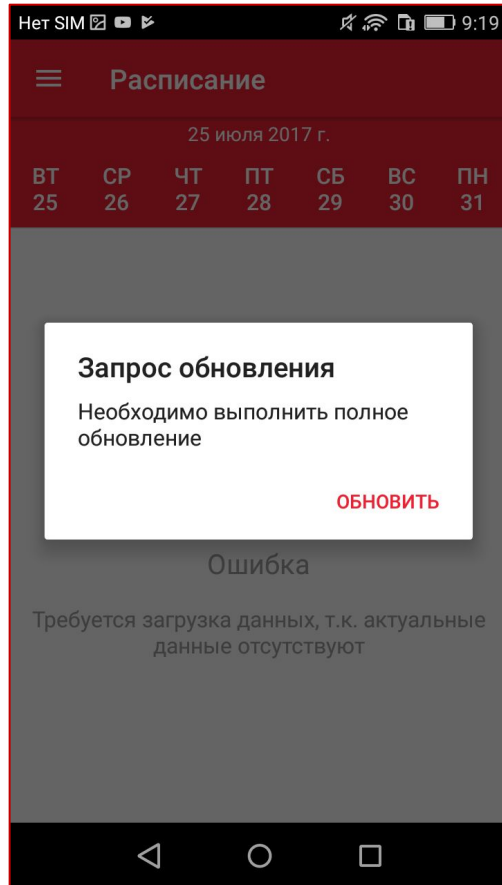 Нет SIM 9:19
Расписание
25 июля 2017 г.
ВТ СР ЧТ ПТ СБ ВС ПН
25 26 27 28 29 30 31
Запрос обновления
Необходимо выполнить полное
обновление
ОБНОВИТЬ
Ошибка
Требуется загрузка данных, т.к. актуальные
данные отсутствуют